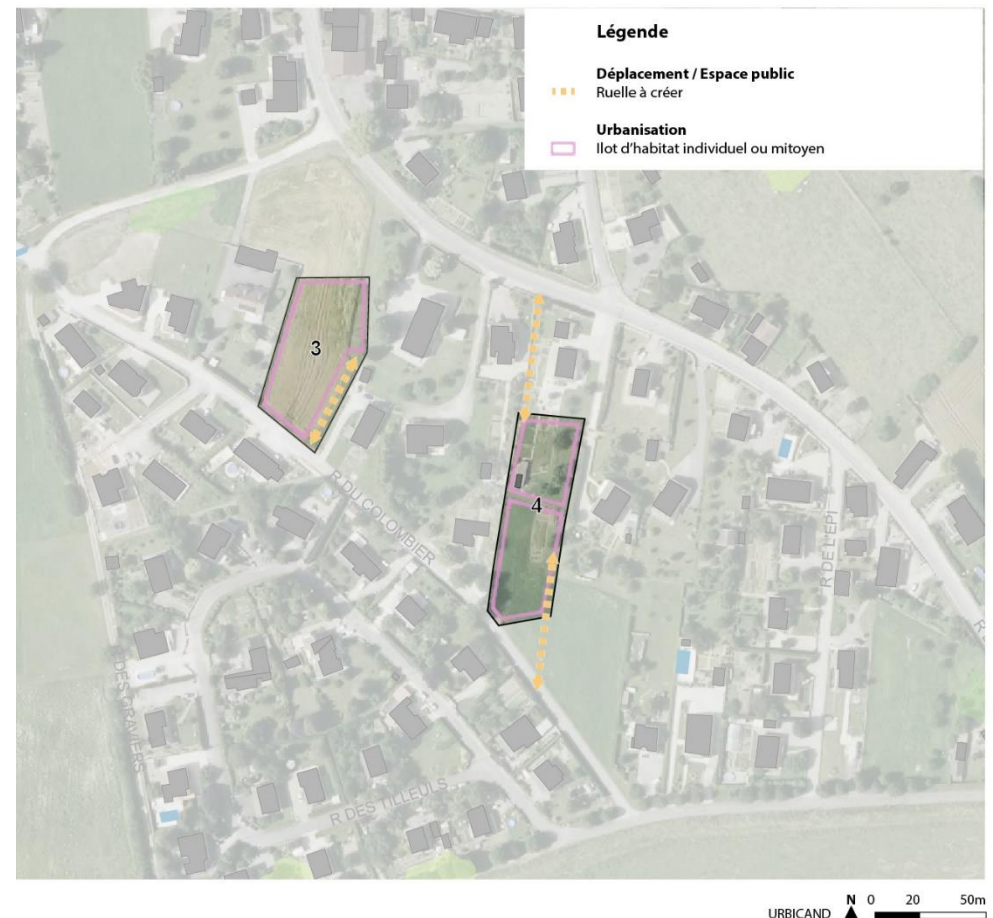 Légende
Déplacement / Espace public
Ruelle à créer
Urbanisation
Ilot d'habitat individuel ou mitoyen
3
4
R DU COLOMBIER
R DE L'EPI
R DES GRAVIERS
R DES TILLEULS
R
URBICAND
N 0 20 50m